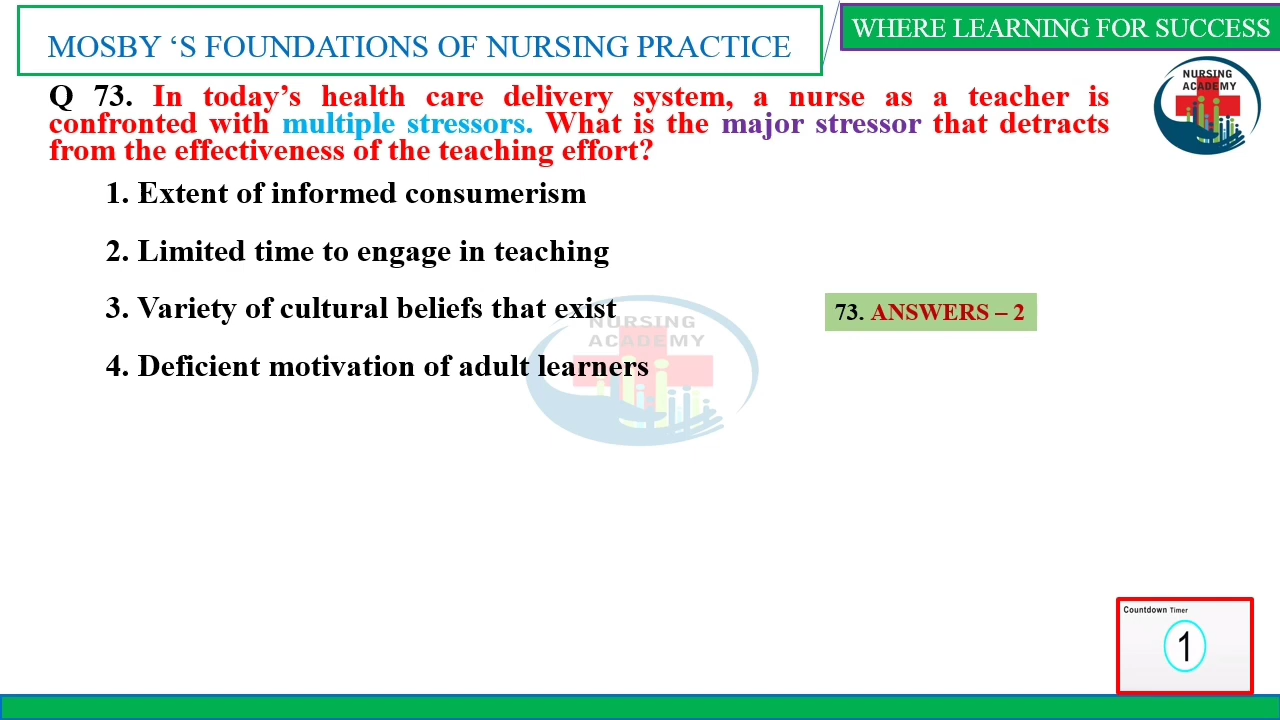 MOSBY ‘S FOUNDATIONS OF NURSING PRACTICE
WHERE LEARNING FOR SUCCESS
NURSING
ACADEMY
Q 73. In today’s health care delivery system, a nurse as a teacher is
confronted with multiple stressors. What is the major stressor that detracts
from the effectiveness of the teaching effort?
1. Extent of informed consumerism
2. Limited time to engage in teaching
3. Variety of cultural beliefs that exist
4. Deficient motivation of adult learners
NURSING
ACADEMY
73. ANSWERS – 2
Countdown Timer
1